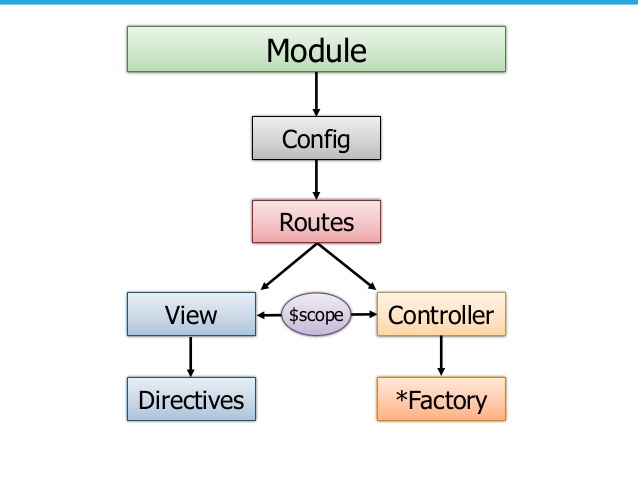 Module
Config
Routes
View
$scope
Controller
Directives
*Factory